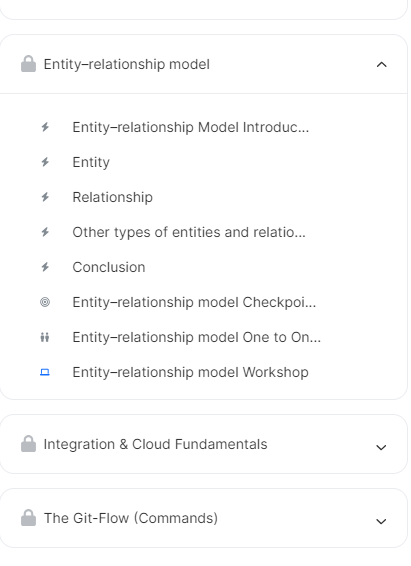 Entity–relationship model
Entity–relationship Model Introduc...
Entity
Relationship
Other types of entities and relatio...
Conclusion
Entity–relationship model Checkpoi...
Entity–relationship model One to On...
Entity–relationship model Workshop
Integration & Cloud Fundamentals
The Git-Flow (Commands)